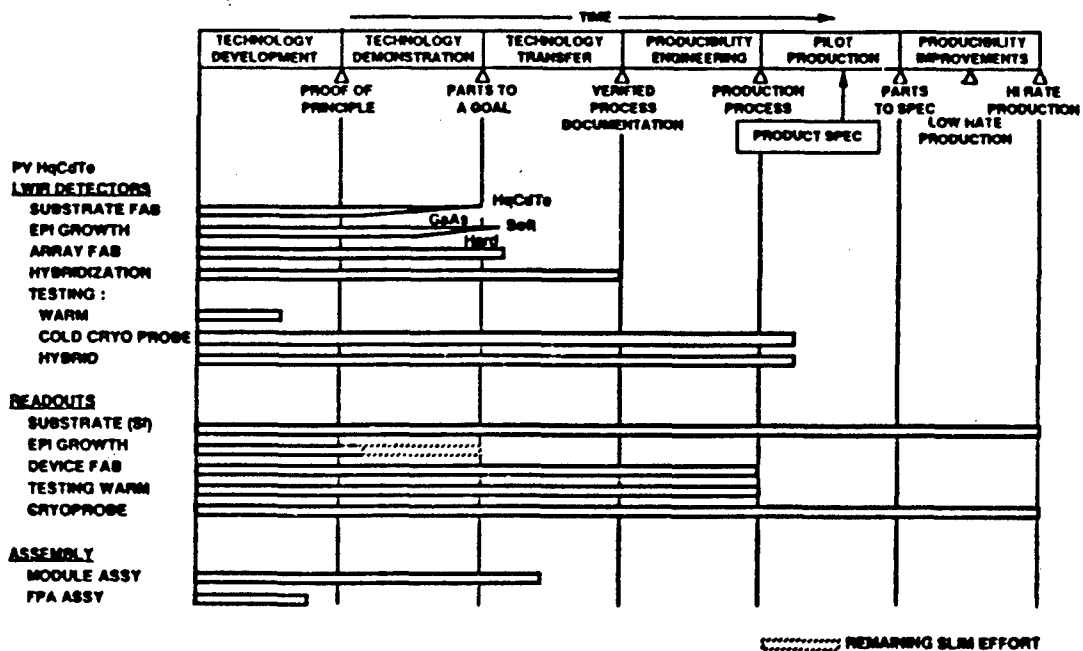 TIME
TECHNOLOGY DEVELOPMENT
TECHNOLOGY DEMONSTRATION
TECHNOLOGY TRANSFER
PRODUCIBILITY ENGINEERING
PILOT PRODUCTION
PRODUCIBILITY IMPROVEMENTS
PROOF OF PRINCIPLE
PARTS TO A GOAL
VERIFIED PROCESS DOCUMENTATION
PRODUCTION PROCESS
PRODUCT SPEC
PARTS TO SPEC
LOW RATE PRODUCTION
HI RATE PRODUCTION
PV HgCdTe
LWIR DETECTORS
SUBSTRATE FAB
HgCdTe
GaAs
EPI GROWTH
Soft
Hard
ARRAY FAB
HYBRIDIZATION
TESTING :
WARM
COLD CRYO PROBE
HYBRID
READOUTS
SUBSTRATE (Si)
EPI GROWTH
DEVICE FAB
TESTING WARM
CRYOPROBE
ASSEMBLY
MODULE ASSY
FPA ASSY
REMAINING SLIM EFFORT